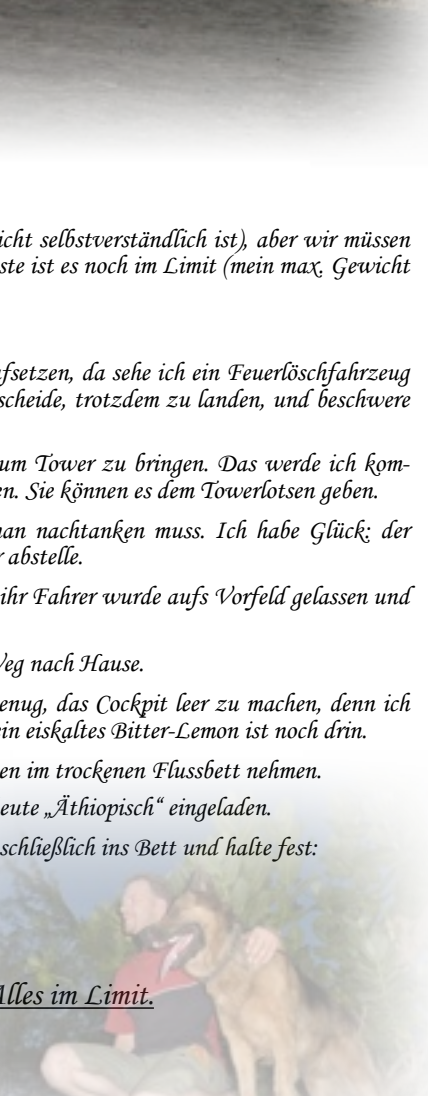 icht selbstverständlich ist), aber wir müssen
ste ist es noch im Limit (mein max. Gewicht
fsetzen, da sehe ich ein Feuerlöschfahrzeug
scheide, trotzdem zu landen, und beschwere
um Tower zu bringen. Das werde ich kom-
en. Sie können es dem Towerlotsen geben.
nan nachtanken muss. Ich habe Glück: der
r abstelle.
ihr Fahrer wurde aufs Vorfeld gelassen und
Weg nach Hause.
enug, das Cockpit leer zu machen, denn ich
ein eiskaltes Bitter-Lemon ist noch drin.
en im trockenen Flussbett nehmen.
eute „Äthiopisch“ eingeladen.
schließlich ins Bett und halte fest:
Alles im Limit.